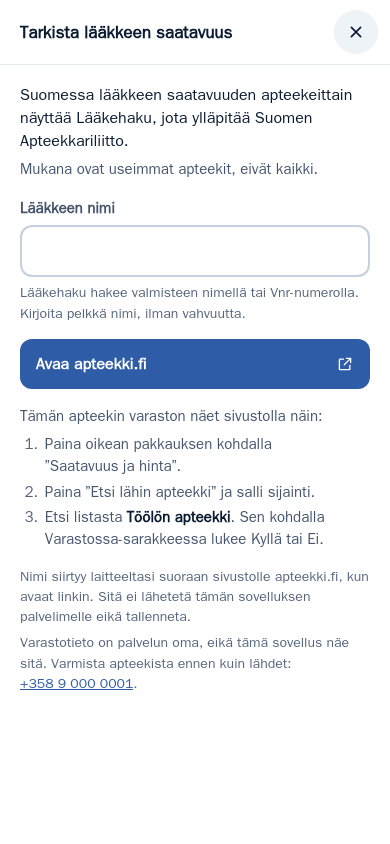 Tarkista lääkkeen saatavuus
Suomessa lääkkeen saatavuuden apteekeittain
näyttää Lääkehaku, jota ylläpitää Suomen
Apteekkariliitto.
Mukana ovat useimmat apteekit, eivät kaikki.
Lääkkeen nimi
Lääkehaku hakee valmisteen nimellä tai Vnr-numerolla.
Kirjoita pelkkä nimi, ilman vahvuutta.
Avaa apteekki.fi
Tämän apteekin varaston näet sivustolla näin:
1. Paina oikean pakkauksen kohdalla
”Saatavuus ja hinta”.
2. Paina ”Etsi lähin apteekki” ja salli sijainti.
3. Etsi listasta Töölön apteekki. Sen kohdalla
Varastossa-sarakkeessa lukee Kyllä tai Ei.
Nimi siirtyy laitteeltasi suoraan sivustolle apteekki.fi, kun
avaat linkin. Sitä ei lähetetä tämän sovelluksen
palvelimelle eikä tallenneta.
Varastotieto on palvelun oma, eikä tämä sovellus näe
sitä. Varmista apteekista ennen kuin lähdet:
+358 9 000 0001.